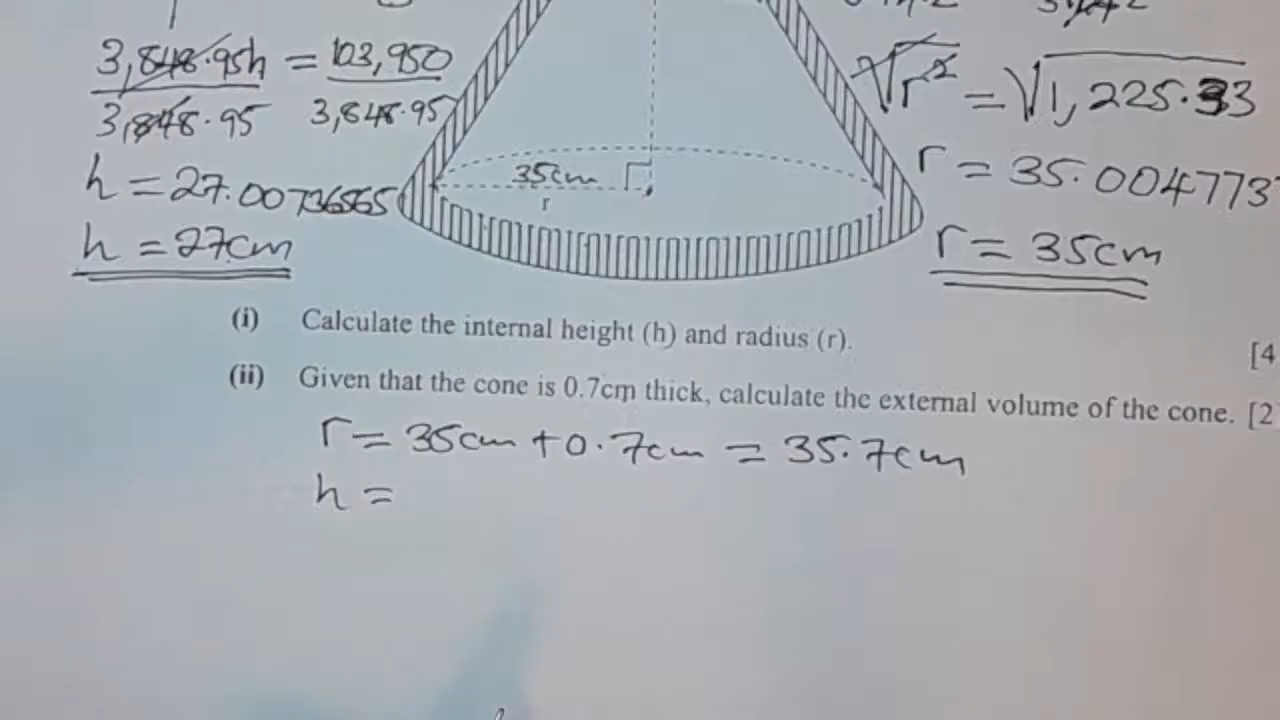 3,848.95h = 103,950
3,848.95 3,848.95
h = 27.00736565
h = 27cm
35cm
r
√r² = √1,225.33
r = 35.0047737
r = 35cm
(i) Calculate the internal height (h) and radius (r). [4
(ii) Given that the cone is 0.7cm thick, calculate the external volume of the cone. [2
r = 35cm + 0.7cm = 35.7cm
h =